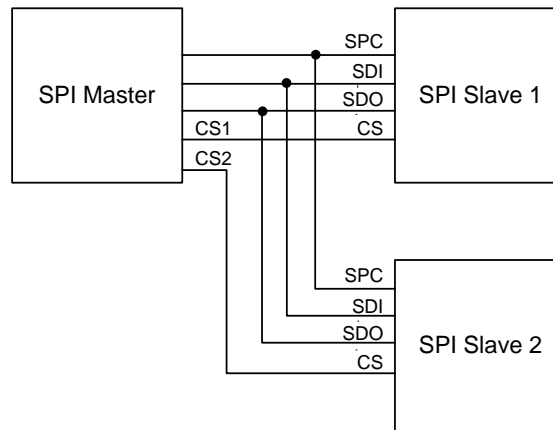 SPC
SDI
SPI Master
SDO
SPI Slave 1
CS1
CS
CS2
SPC
SDI
SDO
SPI Slave 2
CS